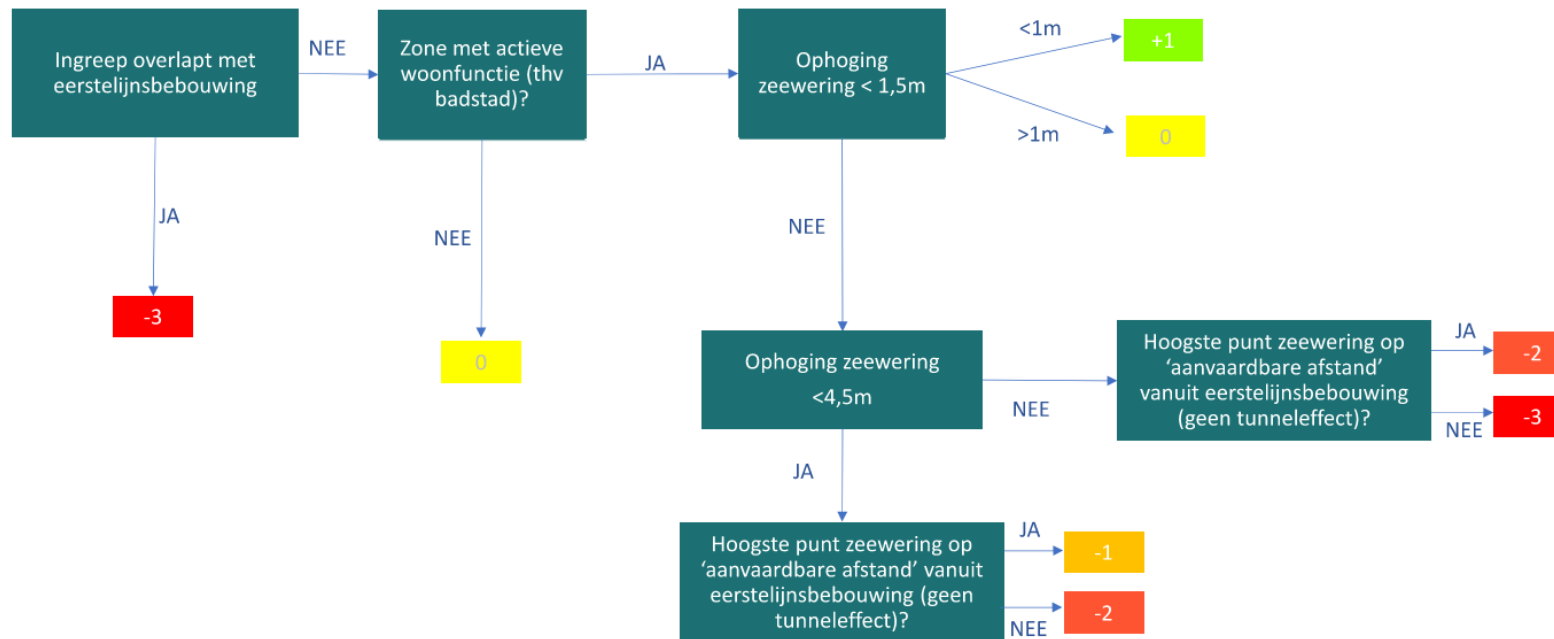 Ingreep overlapt met
eerstelijnsbebouwing
NEE
Zone met actieve
woonfunctie (thv
badstad)?
JA
Ophoging
zeewering < 1,5m
<1m
+1
>1m
0
JA
-3
NEE
0
NEE
Ophoging zeewering
<4,5m
NEE
Hoogste punt zeewering op
‘aanvaardbare afstand’
vanuit eerstelijnsbebouwing
(geen tunneleffect)?
JA
-2
NEE
-3
JA
Hoogste punt zeewering op
‘aanvaardbare afstand’ vanuit
eerstelijnsbebouwing (geen
tunneleffect)?
JA
-1
NEE
-2